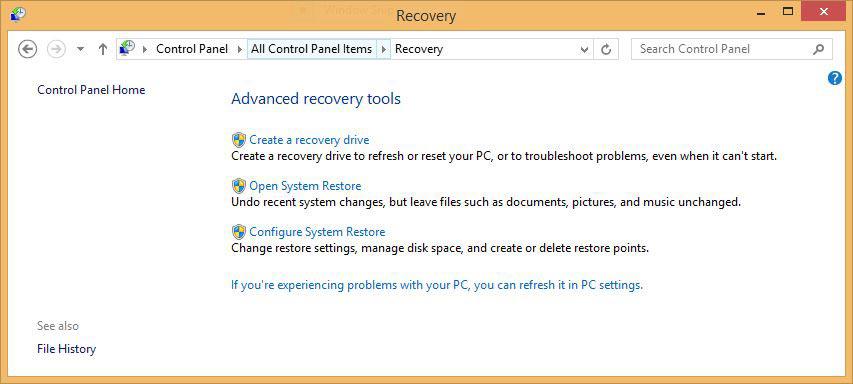 Window Snip
Recovery
Control Panel All Control Panel Items Recovery Search Control Panel
Control Panel Home
Advanced recovery tools
Create a recovery drive
Create a recovery drive to refresh or reset your PC, or to troubleshoot problems, even when it can't start.
Open System Restore
Undo recent system changes, but leave files such as documents, pictures, and music unchanged.
Configure System Restore
Change restore settings, manage disk space, and create or delete restore points.
If you're experiencing problems with your PC, you can refresh it in PC settings.
See also
File History